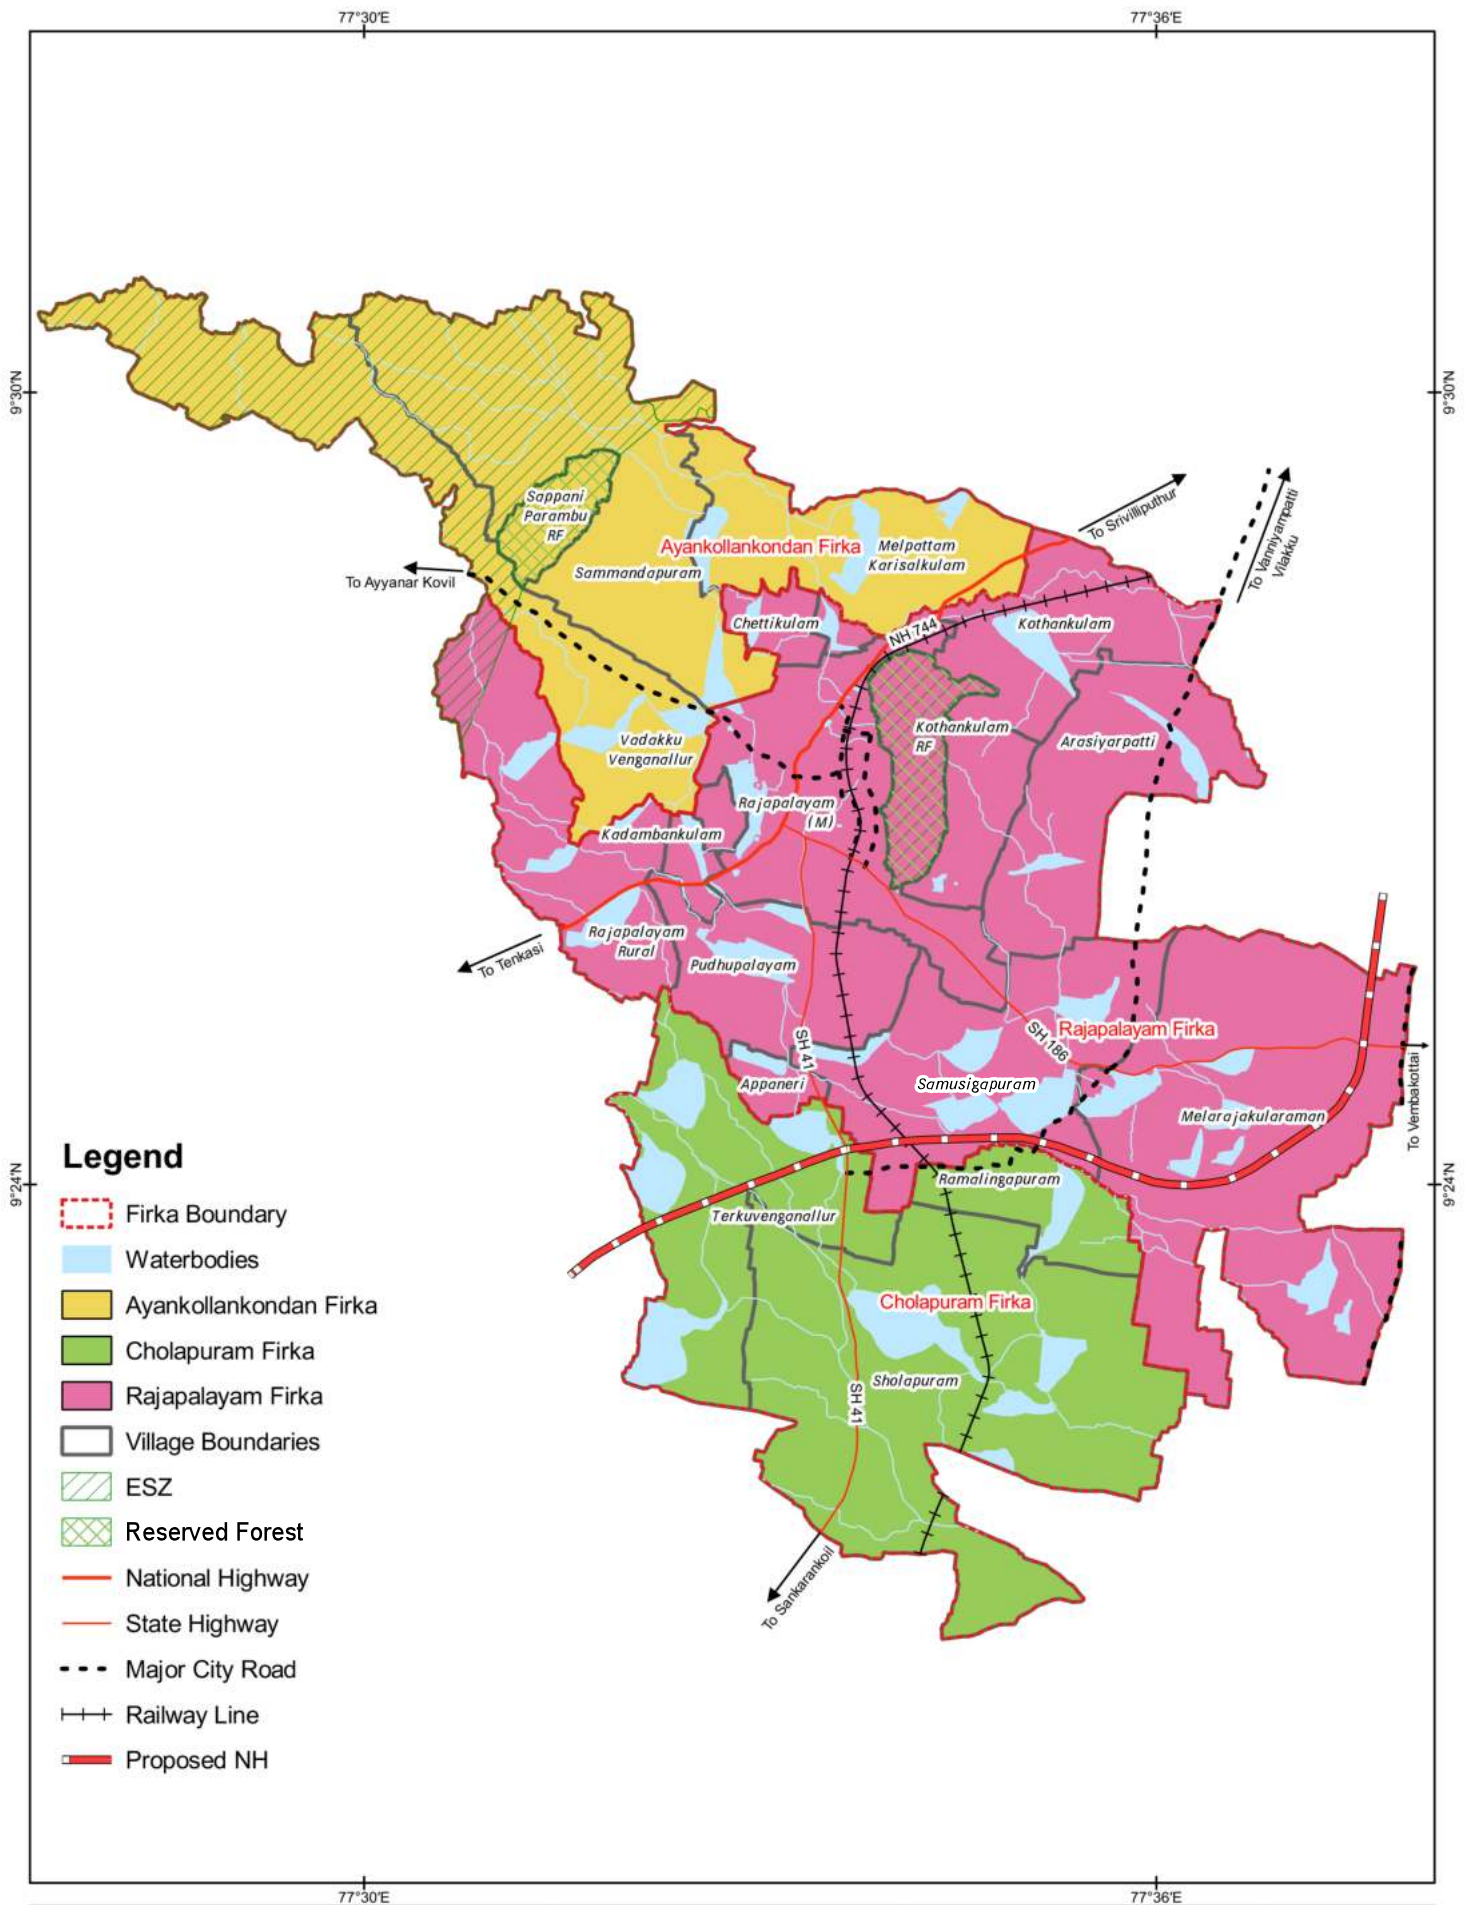 77°30'E
77°36'E
9°30'N
9°30'N
Sappani
Parambu
RF
To Srivilliputhur
To Vanniyampatti
Vilakku
Ayankollankondan Firka
Melpattam
Karisalkulam
Sammandapuram
To Ayyanar Kovil
Chettikulam
NH 744
Kothankulam
Kothankulam
RF
Arasiyarpatti
Vadakku
Venganallur
Rajapalayam
(M)
Kadambankulam
Rajapalayam
Rural
To Tenkasi
Pudhupalayam
SH 41
SH 186
Rajapalayam Firka
Appaneri
Samusigapuram
Melarajakularaman
To Vembakottai
9°24'N
9°24'N
Ramalingapuram
Terkuvenganallur
Cholapuram Firka
Sholapuram
SH 41
To Sankarankoil
Legend
Firka Boundary
Waterbodies
Ayankollankondan Firka
Cholapuram Firka
Rajapalayam Firka
Village Boundaries
ESZ
Reserved Forest
National Highway
State Highway
Major City Road
Railway Line
Proposed NH
77°30'E
77°36'E